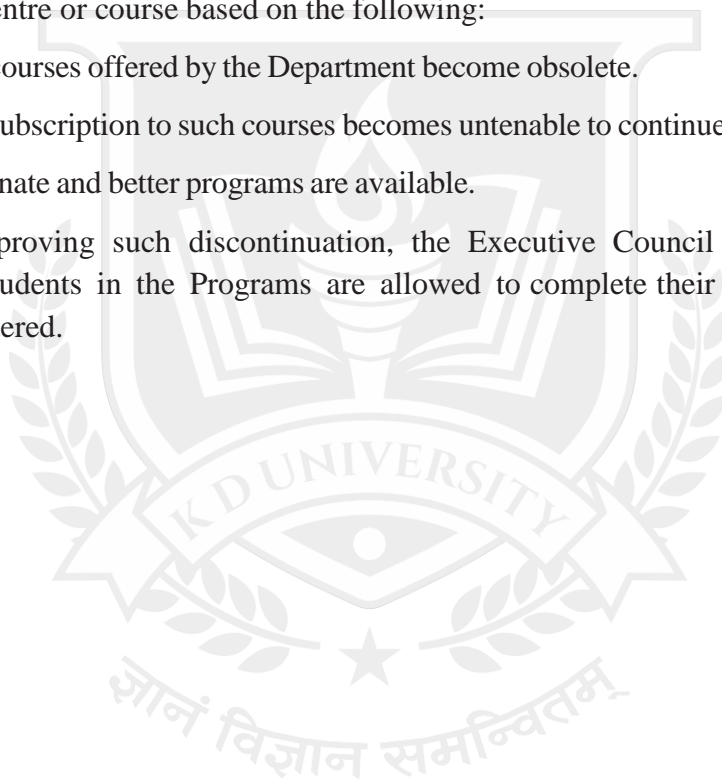 entre or course based on the following:
courses offered by the Department become obsolete.
ubscription to such courses becomes untenable to continue
nate and better programs are available.
proving such discontinuation, the Executive Council
udents in the Programs are allowed to complete their
ered.
K D UNIVERSITY
ज्ञानं विज्ञान समन्वितम्